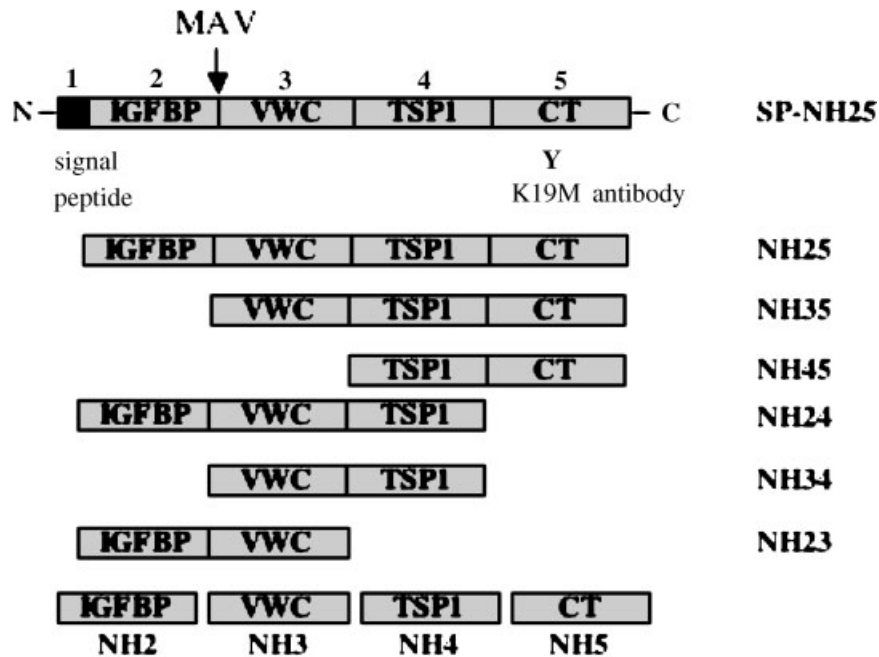 MAV
1 2 3 4 5
N IGFBP VWC TSP1 CT C SP-NH25
signal Y
peptide K19M antibody
IGFBP VWC TSP1 CT NH25
VWC TSP1 CT NH35
TSP1 CT NH45
IGFBP VWC TSP1 NH24
VWC TSP1 NH34
IGFBP VWC NH23
IGFBP VWC TSP1 CT
NH2 NH3 NH4 NH5